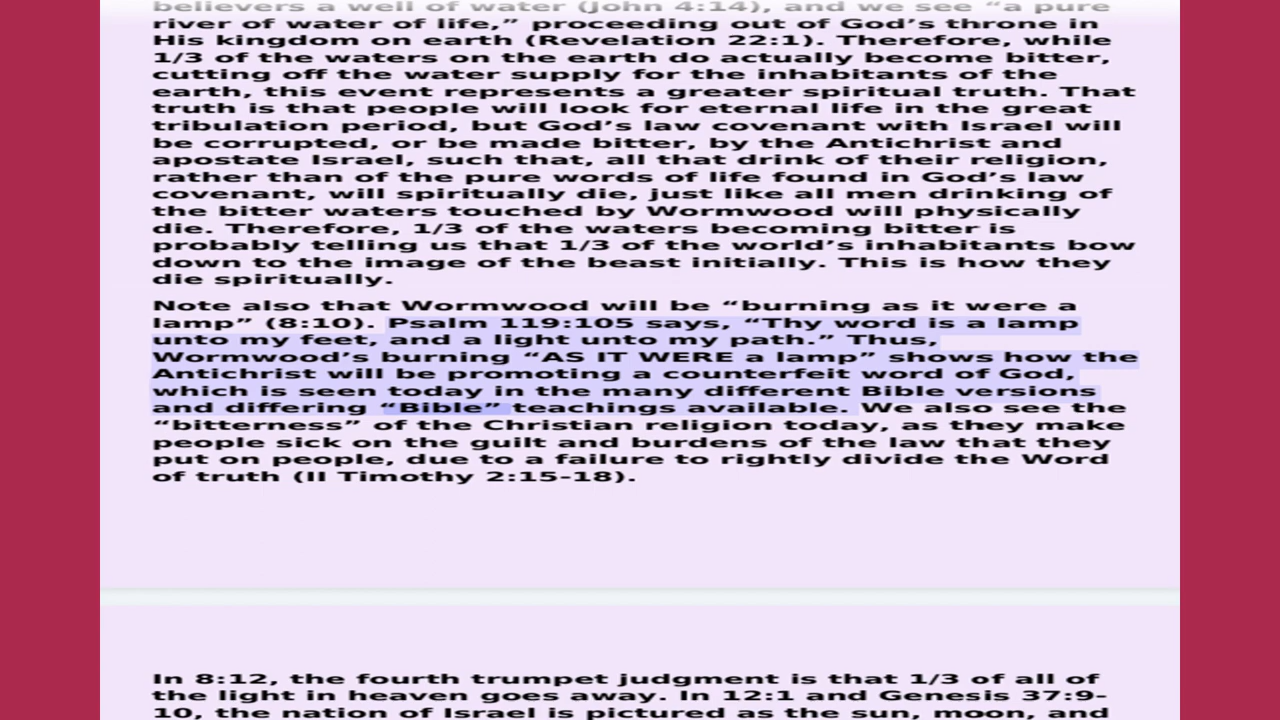 believers a well of water (John 4:14), and we see “a pure
river of water of life,” proceeding out of God’s throne in
His kingdom on earth (Revelation 22:1). Therefore, while
1/3 of the waters on the earth do actually become bitter,
cutting off the water supply for the inhabitants of the
earth, this event represents a greater spiritual truth. That
truth is that people will look for eternal life in the great
tribulation period, but God’s law covenant with Israel will
be corrupted, or be made bitter, by the Antichrist and
apostate Israel, such that, all that drink of their religion,
rather than of the pure words of life found in God’s law
covenant, will spiritually die, just like all men drinking of
the bitter waters touched by Wormwood will physically
die. Therefore, 1/3 of the waters becoming bitter is
probably telling us that 1/3 of the world’s inhabitants bow
down to the image of the beast initially. This is how they
die spiritually.
Note also that Wormwood will be “burning as it were a
lamp” (8:10). Psalm 119:105 says, “Thy word is a lamp
unto my feet, and a light unto my path.” Thus,
Wormwood’s burning “AS IT WERE a lamp” shows how the
Antichrist will be promoting a counterfeit word of God,
which is seen today in the many different Bible versions
and differing “Bible” teachings available. We also see the
“bitterness” of the Christian religion today, as they make
people sick on the guilt and burdens of the law that they
put on people, due to a failure to rightly divide the Word
of truth (II Timothy 2:15-18).
In 8:12, the fourth trumpet judgment is that 1/3 of all of
the light in heaven goes away. In 12:1 and Genesis 37:9-
10, the nation of Israel is pictured as the sun, moon, and